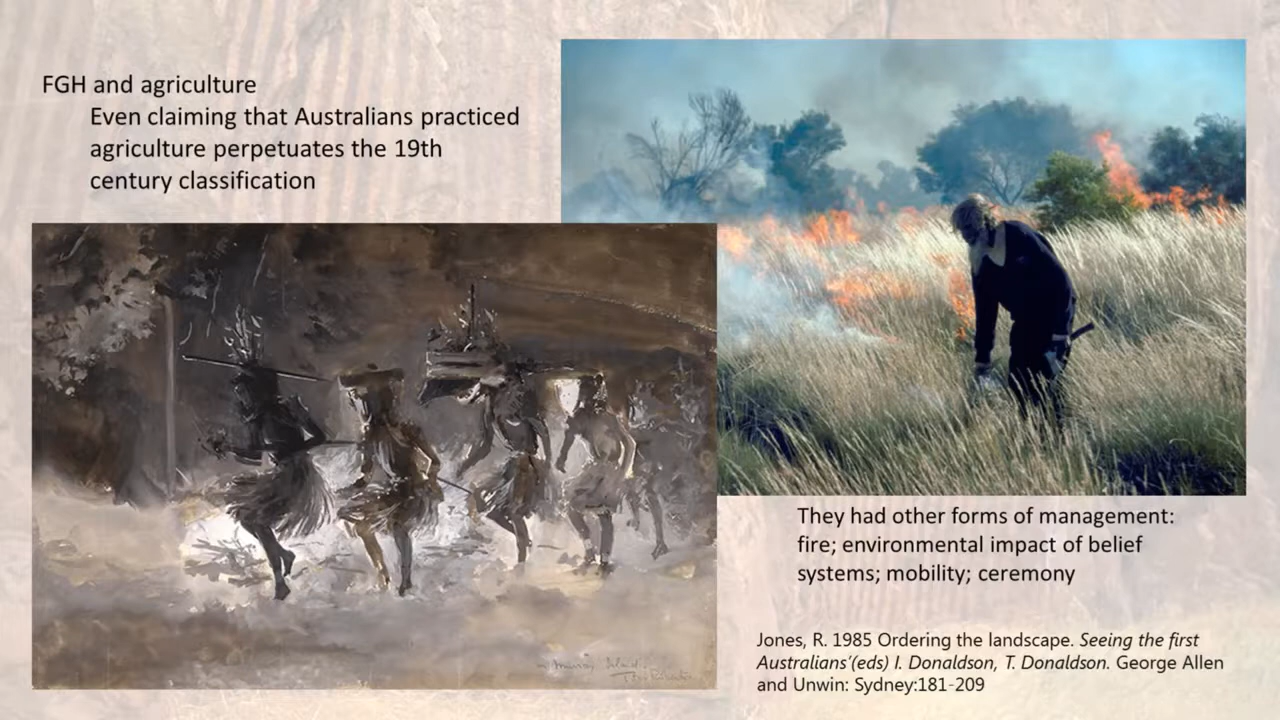 FGH and agriculture
Even claiming that Australians practiced
agriculture perpetuates the 19th
century classification
They had other forms of management:
fire; environmental impact of belief
systems; mobility; ceremony
Jones, R. 1985 Ordering the landscape. Seeing the first
Australians’(eds) I. Donaldson, T. Donaldson. George Allen
and Unwin: Sydney:181-209
Murray Island